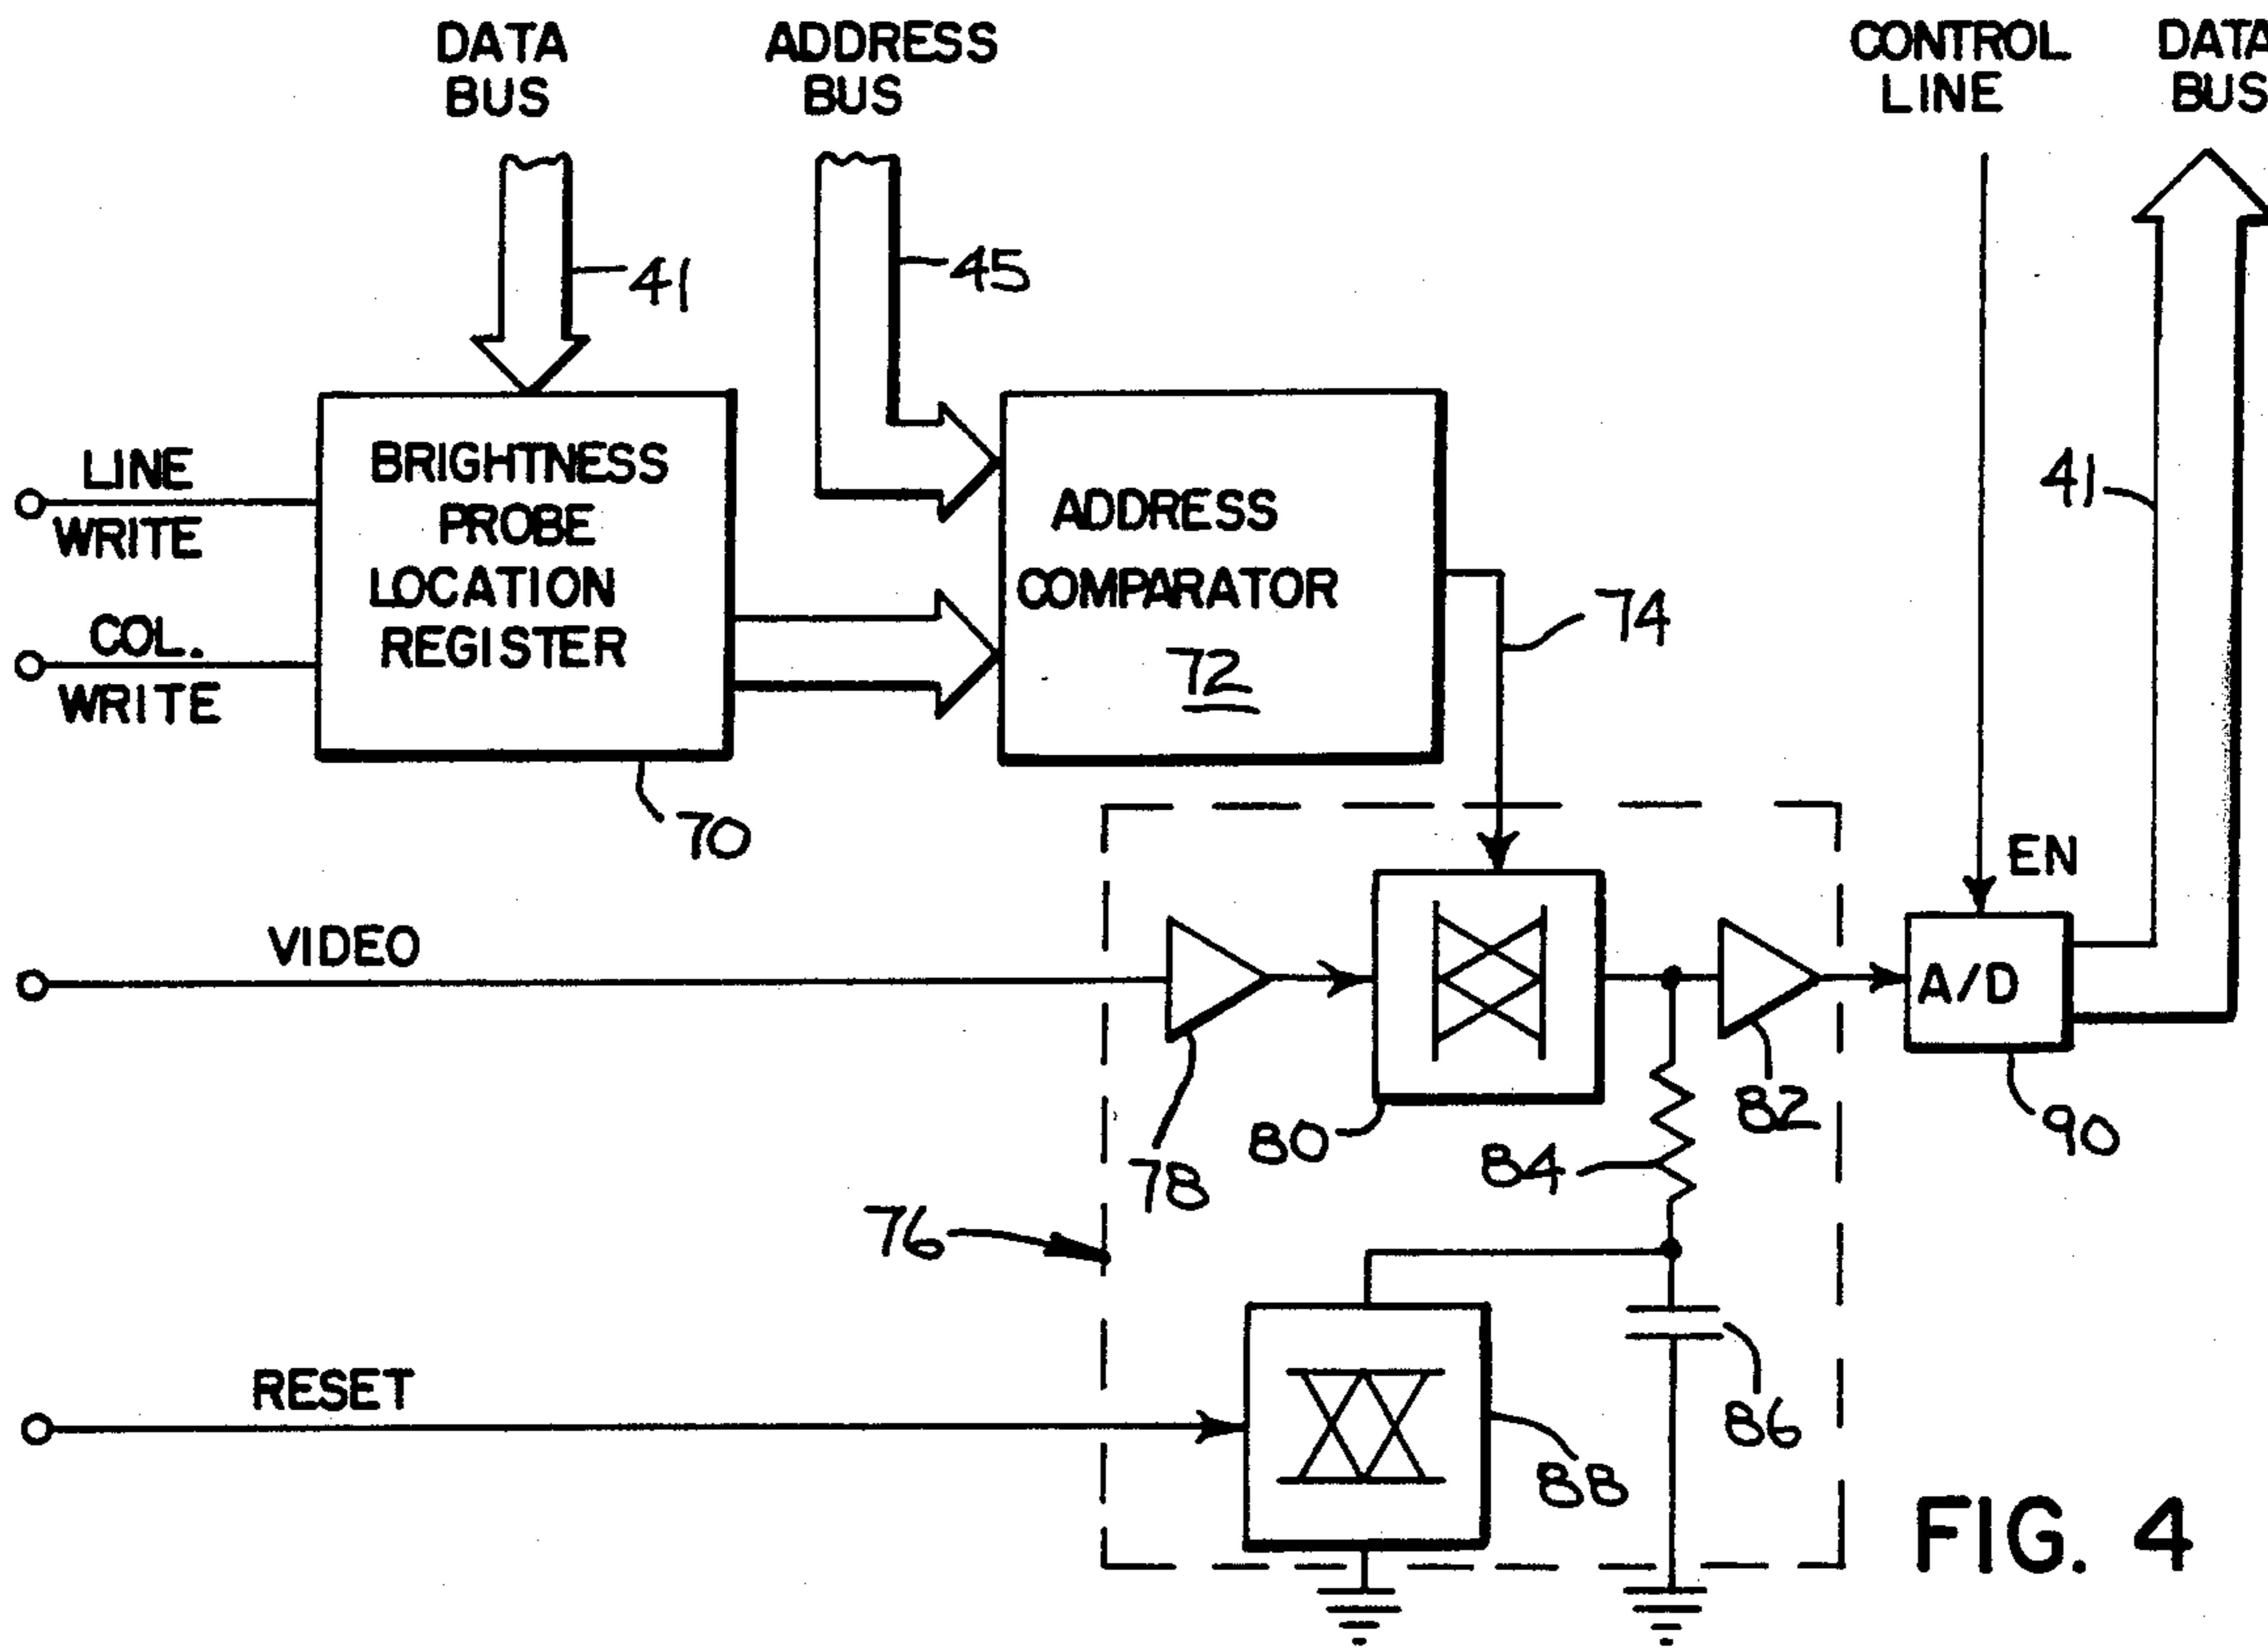 DATA
BUS
ADDRESS
BUS
CONTROL
LINE
DATA
BUS
41
45
41
LINE
WRITE
COL.
WRITE
BRIGHTNESS
PROBE
LOCATION
REGISTER
ADDRESS
COMPARATOR
72
74
70
EN
VIDEO
A/D
78
80
82
84
90
76
RESET
86
88
FIG. 4